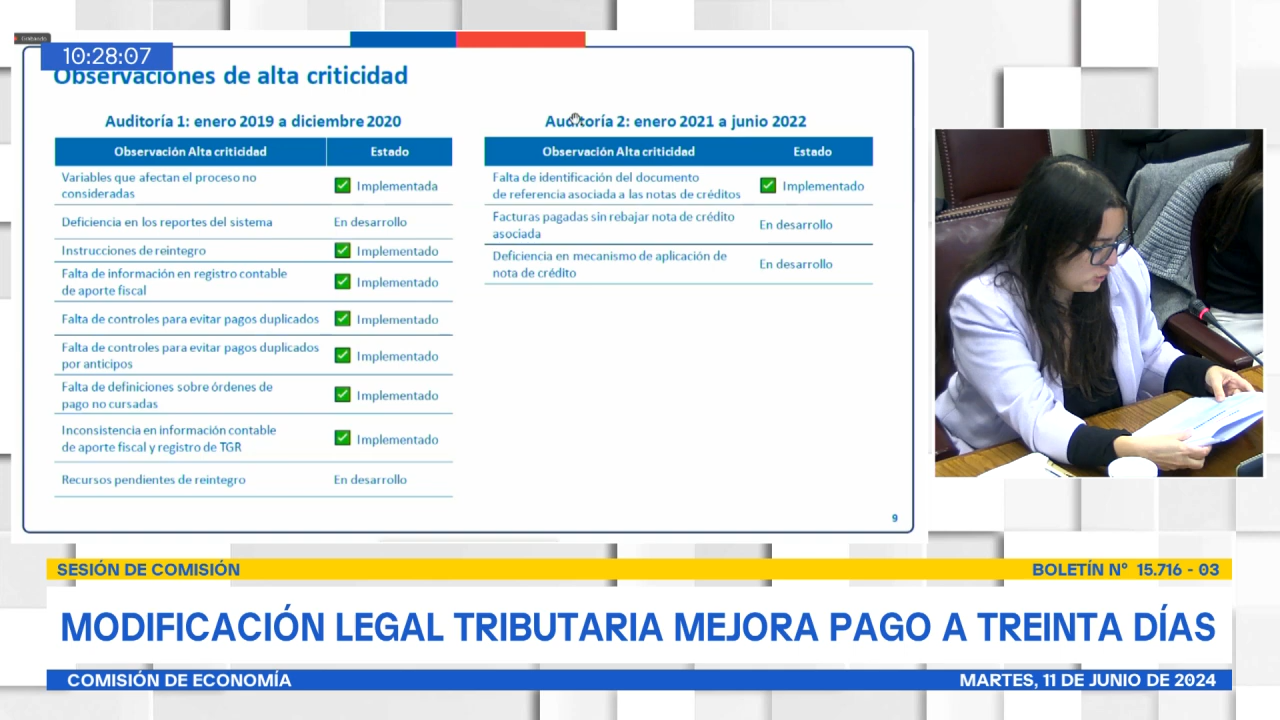 10:28:07
Observaciones de alta criticidad
Auditoría 1: enero 2019 a diciembre 2020
Observación Alta criticidad Estado
Variables que afectan el proceso no
consideradas
Implementada
Deficiencia en los reportes del sistema En desarrollo
Instrucciones de reintegro Implementado
Falta de información en registro contable
de aporte fiscal
Implementado
Falta de controles para evitar pagos duplicados Implementado
Falta de controles para evitar pagos duplicados
por anticipos
Implementado
Falta de definiciones sobre órdenes de
pago no cursadas
Implementado
Inconsistencia en información contable
de aporte fiscal y registro de TGR
Implementado
Recursos pendientes de reintegro En desarrollo
Auditoría 2: enero 2021 a junio 2022
Observación Alta criticidad Estado
Falta de identificación del documento
de referencia asociada a las notas de créditos
Implementado
Facturas pagadas sin rebajar nota de crédito
asociada
En desarrollo
Deficiencia en mecanismo de aplicación de
nota de crédito
En desarrollo
9
SESIÓN DE COMISIÓN BOLETÍN N° 15.716 - 03
MODIFICACIÓN LEGAL TRIBUTARIA MEJORA PAGO A TREINTA DÍAS
COMISIÓN DE ECONOMÍA MARTES, 11 DE JUNIO DE 2024